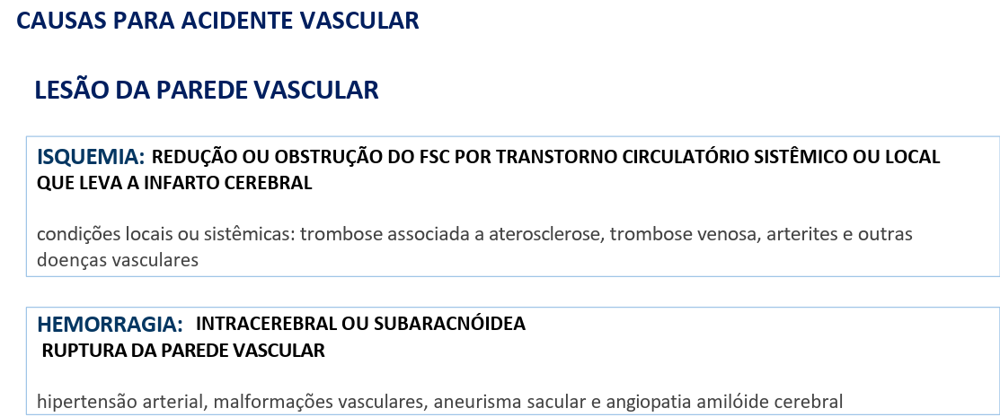 CAUSAS PARA ACIDENTE VASCULAR
LESÃO DA PAREDE VASCULAR
ISQUEMIA: REDUÇÃO OU OBSTRUÇÃO DO FSC POR TRANSTORNO CIRCULATÓRIO SISTÊMICO OU LOCAL
QUE LEVA A INFARTO CEREBRAL
condições locais ou sistêmicas: trombose associada a aterosclerose, trombose venosa, arterites e outras
doenças vasculares
HEMORRAGIA: INTRACEREBRAL OU SUBARACNÓIDEA
RUPTURA DA PAREDE VASCULAR
hipertensão arterial, malformações vasculares, aneurisma sacular e angiopatia amilóide cerebral